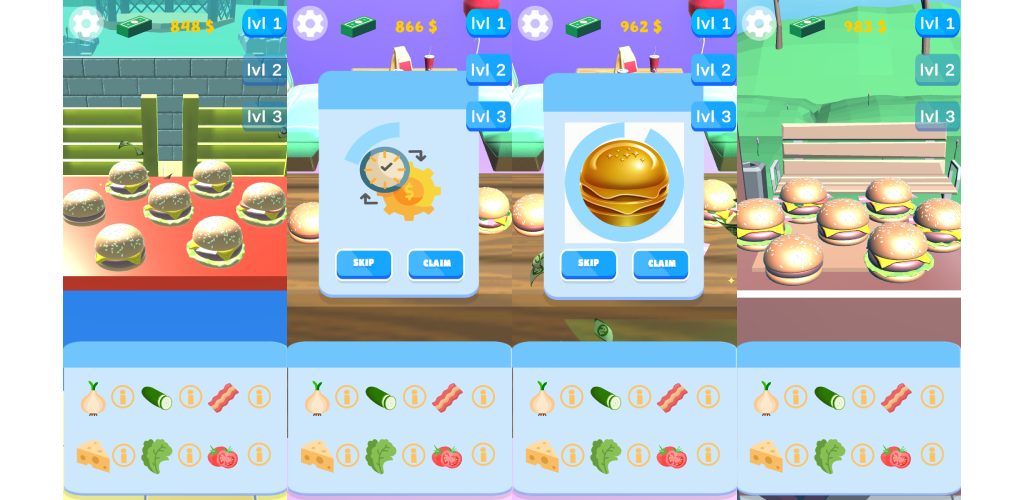 898 $
lvl 1
lvl 2
lvl 3
866 $
lvl 1
lvl 2
lvl 3
SKIP
CLAIM
962 $
lvl 1
lvl 2
lvl 3
SKIP
CLAIM
983 $
lvl 1
lvl 2
lvl 3